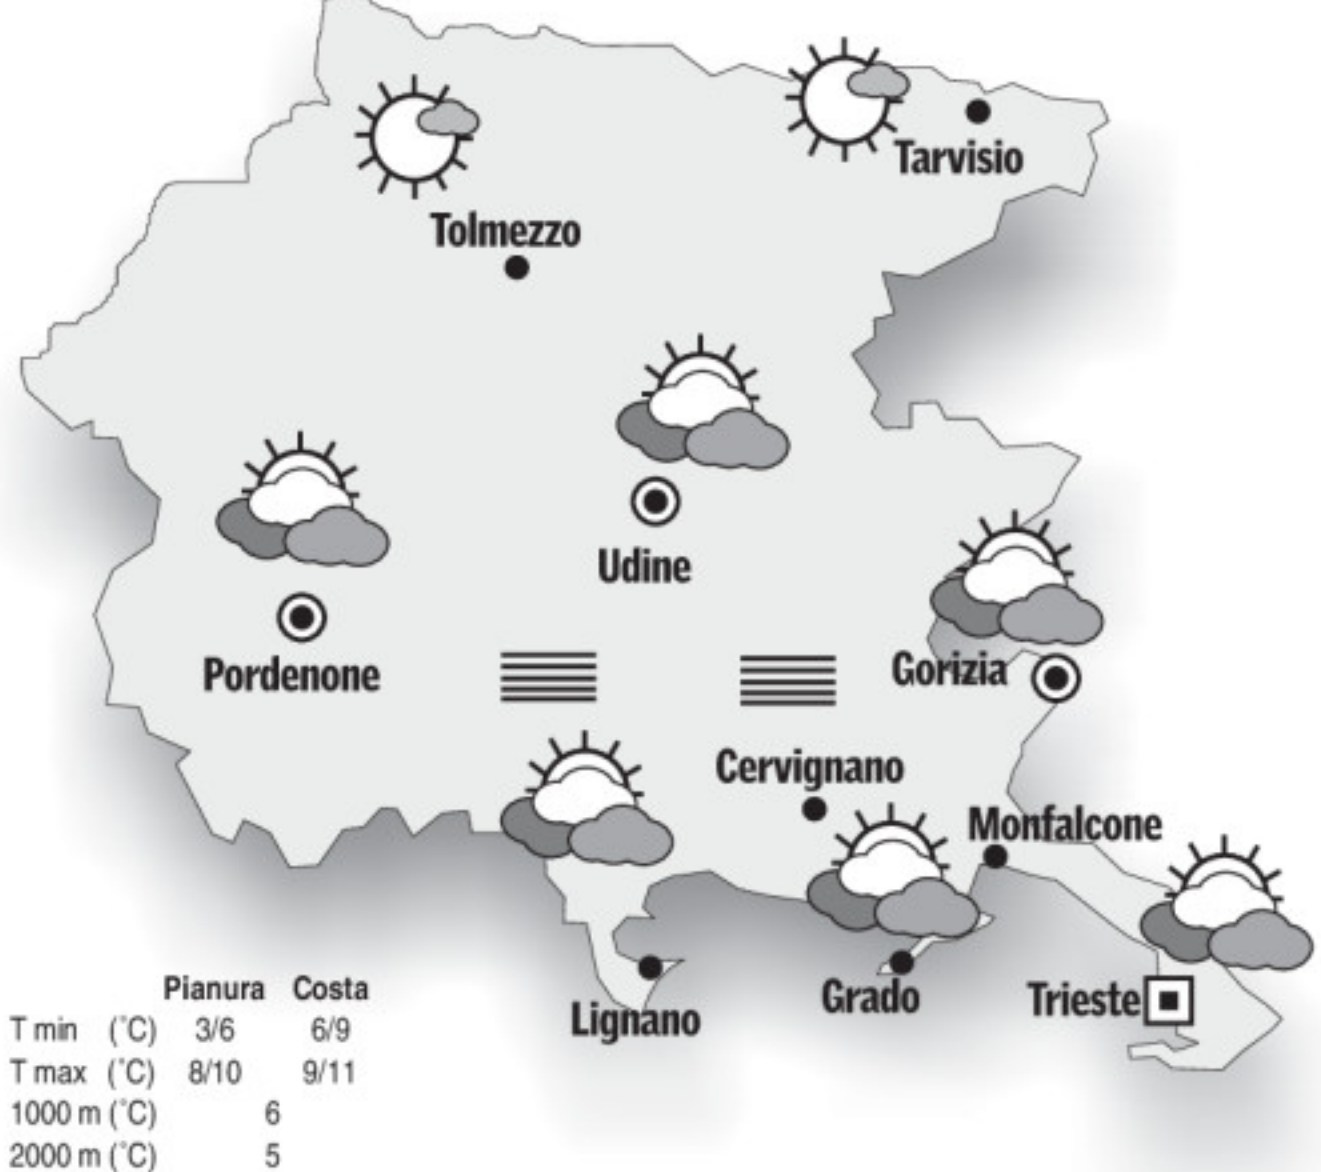 Tarvisio
Tolmezzo
Udine
Pordenone
Gorizia
Cervignano
Monfalcone
Lignano
Grado
Trieste
Pianura Costa
T min (°C) 3/6 6/9
T max (°C) 8/10 9/11
1000 m (°C) 6
2000 m (°C) 5